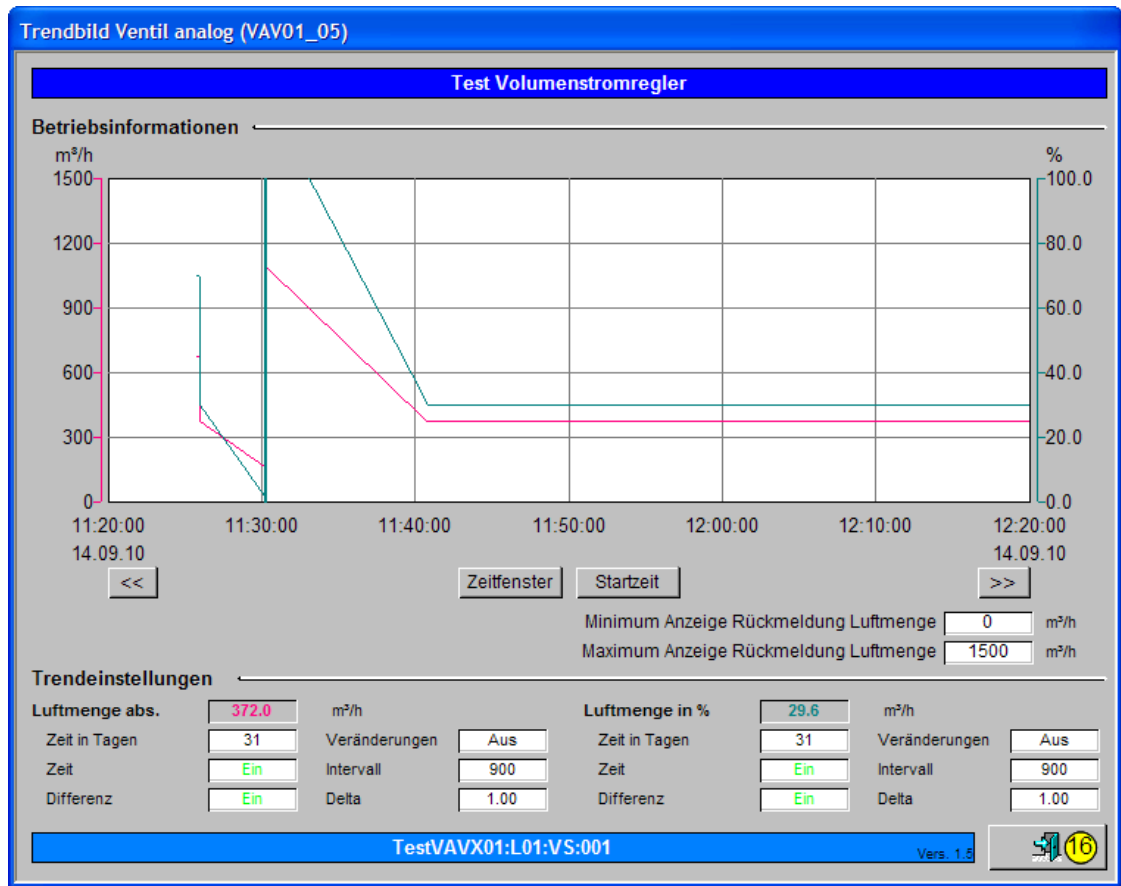 Trendbild Ventil analog (VAV01_05)
Test Volumenstromregler
Betriebsinformationen
m³/h %
1500 100.0
1200 80.0
900 60.0
600 40.0
300 20.0
0 0.0
11:20:00 11:30:00 11:40:00 11:50:00 12:00:00 12:10:00 12:20:00
14.09.10 14.09.10
<< Zeitfenster Startzeit >>
Minimum Anzeige Rückmeldung Luftmenge 0 m³/h
Maximum Anzeige Rückmeldung Luftmenge 1500 m³/h
Trendeinstellungen
Luftmenge abs. 372.0 m³/h Luftmenge in % 29.6 m³/h
Zeit in Tagen 31 Veränderungen Aus Zeit in Tagen 31 Veränderungen Aus
Zeit Ein Intervall 900 Zeit Ein Intervall 900
Differenz Ein Delta 1.00 Differenz Ein Delta 1.00
TestVAVX01:L01:VS:001 Vers. 1.5 16